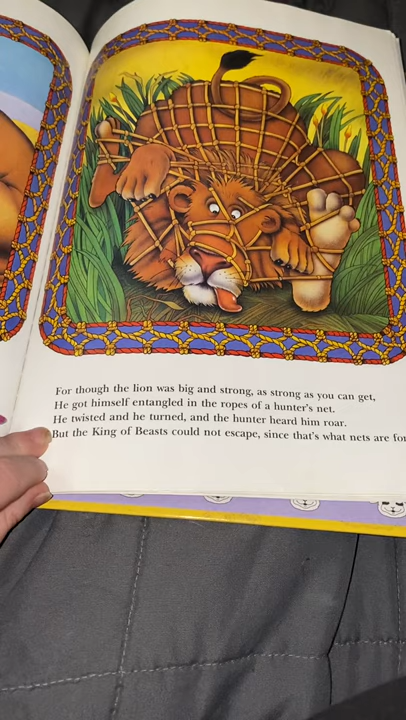 For though the lion was big and strong, as strong as you can get,
He got himself entangled in the ropes of a hunter's net.
He twisted and he turned, and the hunter heard him roar.
But the King of Beasts could not escape, since that's what nets are for